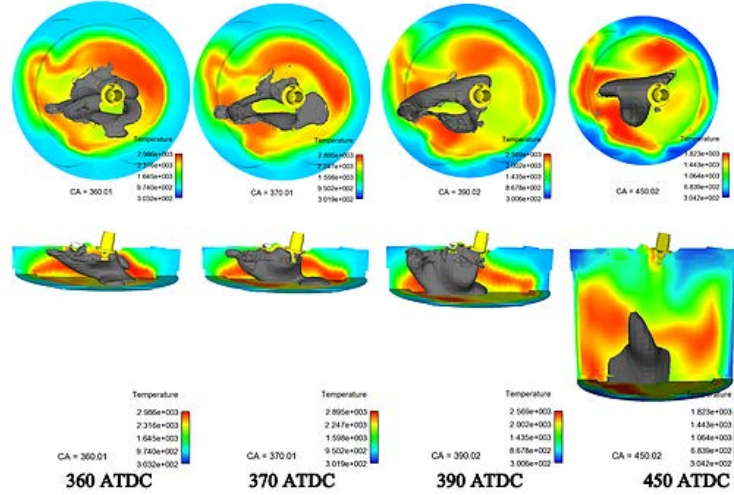 Temperature
2.986e+003
2.316e+003
1.645e+003
9.740e+002
3.032e+002
CA = 360.01
Temperature
2.895e+003
2.247e+003
1.598e+003
9.502e+002
3.019e+002
CA = 370.01
Temperature
2.569e+003
2.002e+003
1.435e+003
8.678e+002
3.006e+002
CA = 390.02
Temperature
1.823e+003
1.443e+003
1.064e+003
6.839e+002
3.042e+002
CA = 450.02
Temperature
2.986e+003
2.316e+003
1.645e+003
9.740e+002
3.032e+002
CA = 360.01
Temperature
2.895e+003
2.247e+003
1.598e+003
9.502e+002
3.019e+002
CA = 370.01
Temperature
2.569e+003
2.002e+003
1.435e+003
8.678e+002
3.006e+002
CA = 390.02
Temperature
1.823e+003
1.443e+003
1.064e+003
6.839e+002
3.042e+002
CA = 450.02
360 ATDC
370 ATDC
390 ATDC
450 ATDC